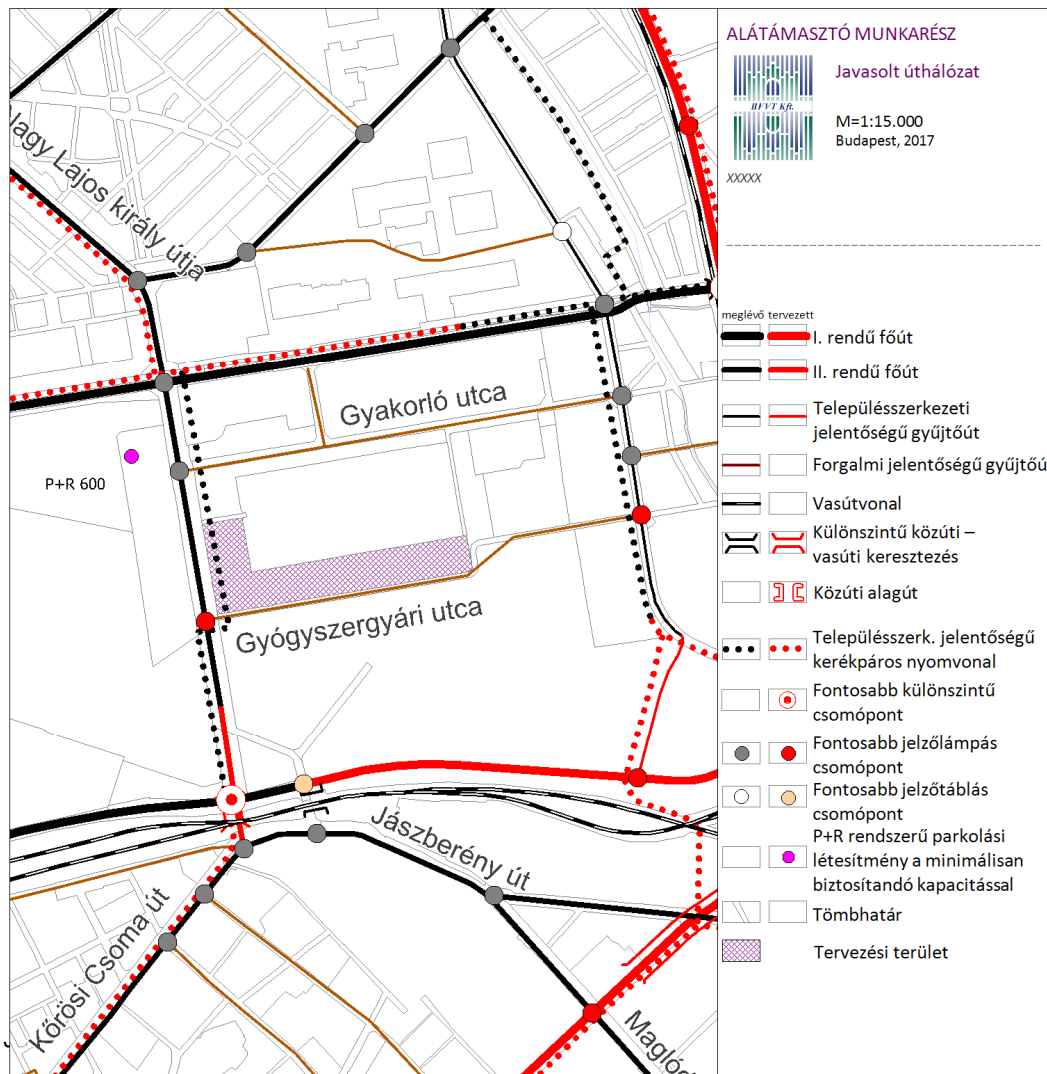 ALÁTÁMASZTÓ MUNKARÉSZ
BFVT Kft.
Javasolt úthálózat
M=1:15.000
Budapest, 2017
XXXXX
meglévő tervezett
I. rendű főút
II. rendű főút
Településszerkezeti
jelentőségű gyűjtőút
Forgalmi jelentőségű gyűjtőú
Vasútvonal
Különszintű közúti –
vasúti keresztezés
Közúti alagút
Településszerk. jelentőségű
kerékpáros nyomvonal
Fontosabb különszintű
csomópont
Fontosabb jelzőlámpás
csomópont
Fontosabb jelzőtáblás
csomópont
P+R rendszerű parkolási
létesítmény a minimálisan
biztosítandó kapacitással
Tömbhatár
Tervezési terület
Nagy Lajos király útja
Gyakorló utca
P+R 600
Gyógyszergyári utca
Jászberény út
Kőrösi Csoma út
Maglód